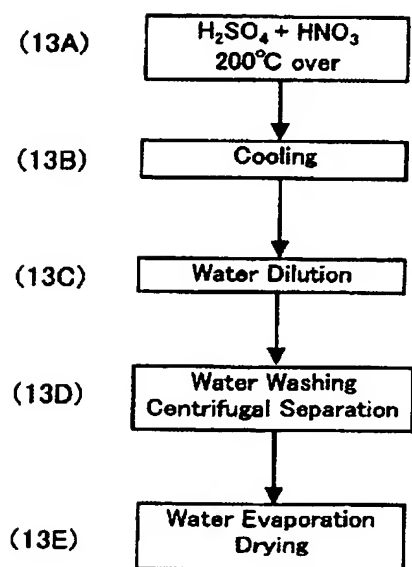 (13A)
H₂SO₄ + HNO₃
200°C over
(13B)
Cooling
(13C)
Water Dilution
(13D)
Water Washing
Centrifugal Separation
(13E)
Water Evaporation
Drying